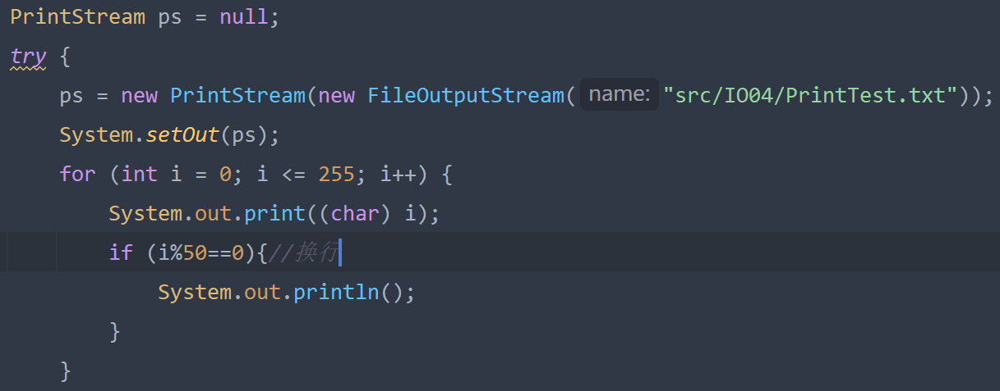 PrintStream ps = null;
try {
    ps = new PrintStream(new FileOutputStream( name: "src/IO04/PrintTest.txt"));
    System.setOut(ps);
    for (int i = 0; i <= 255; i++) {
        System.out.print((char) i);
        if (i%50==0){//换行
            System.out.println();
        }
    }